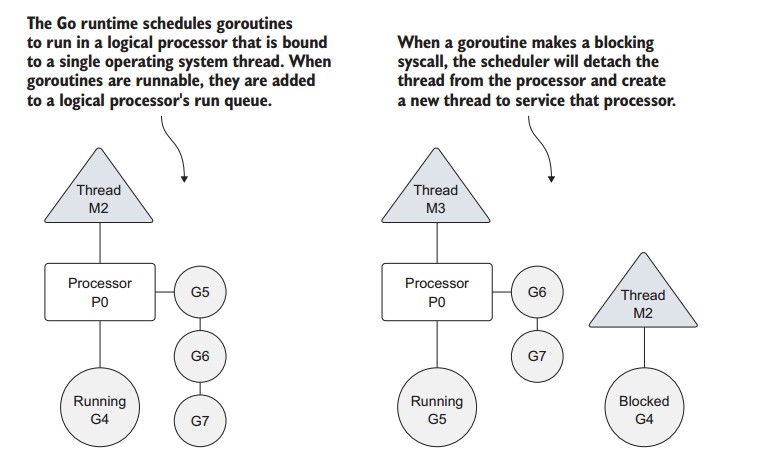 The Go runtime schedules goroutines
to run in a logical processor that is bound
to a single operating system thread. When
goroutines are runnable, they are added
to a logical processor's run queue.
Thread
M2
Processor
P0
G5
G6
G7
Running
G4
When a goroutine makes a blocking
syscall, the scheduler will detach the
thread from the processor and create
a new thread to service that processor.
Thread
M3
Processor
P0
G6
G7
Running
G5
Thread
M2
Blocked
G4